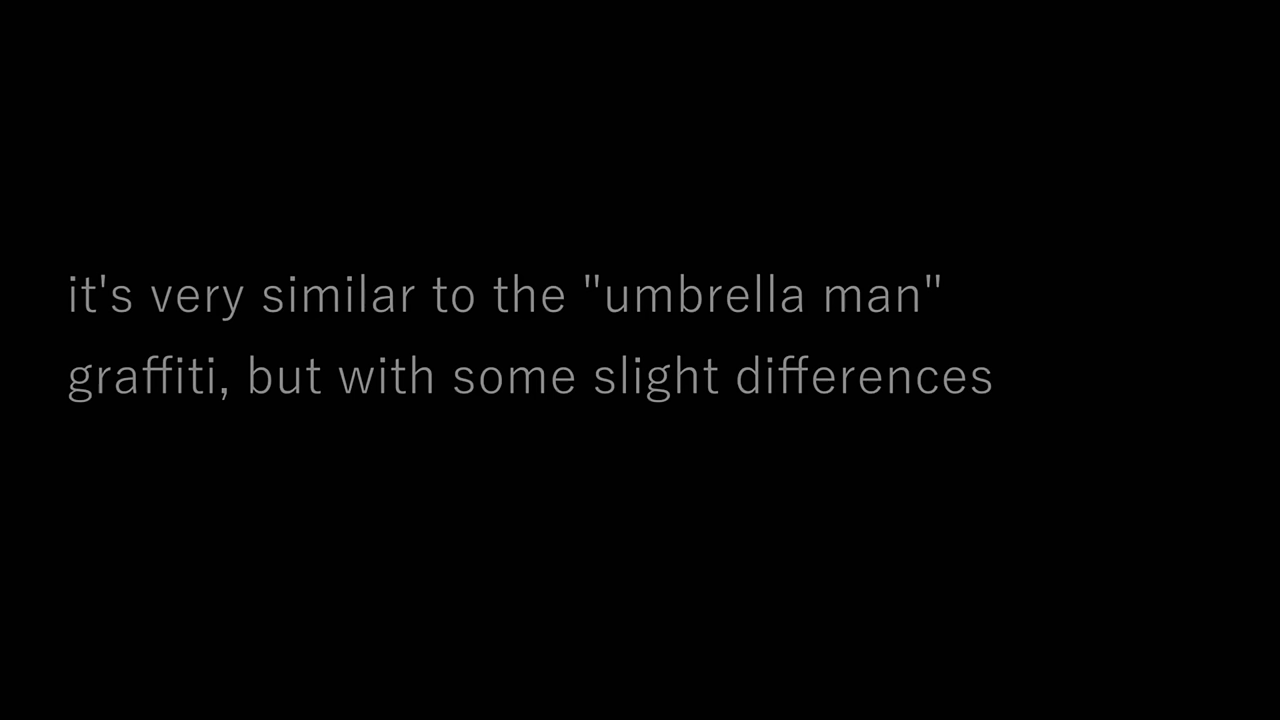 it's very similar to the "umbrella man"
graffiti, but with some slight differences